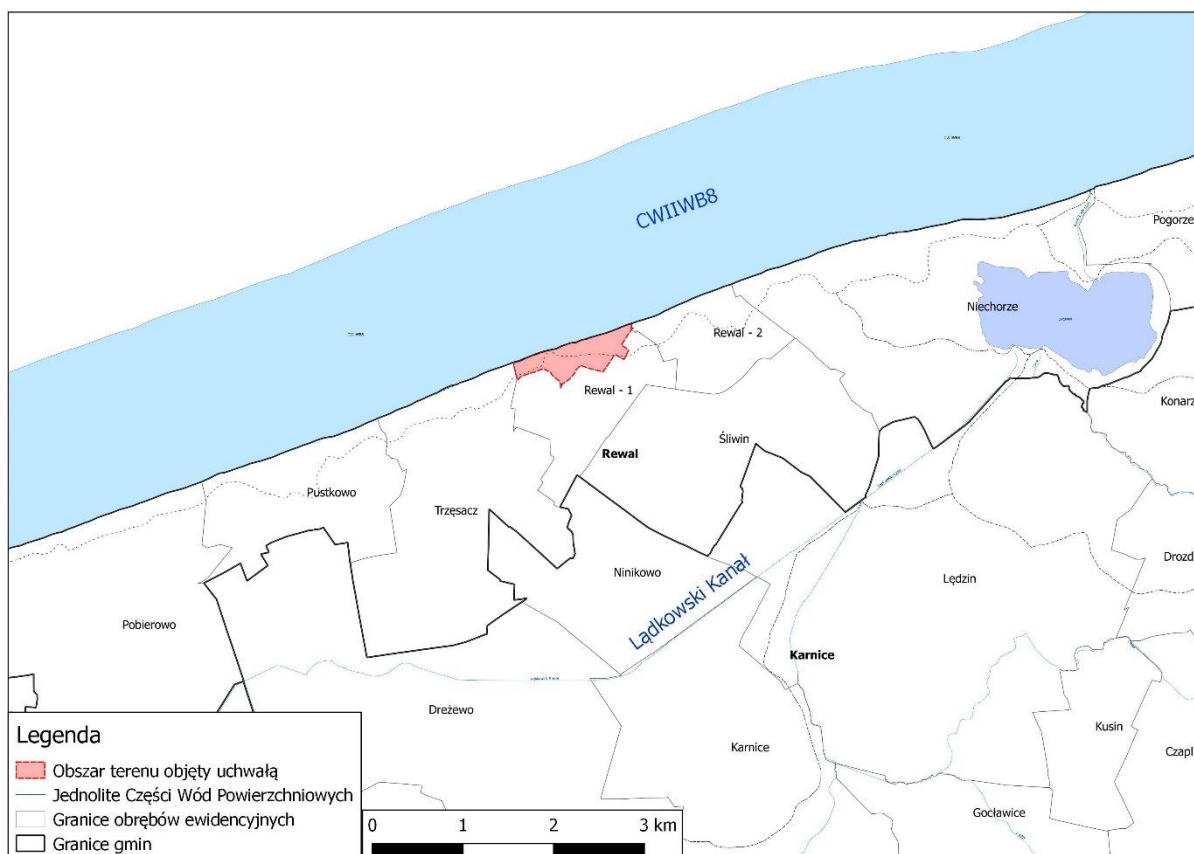 CWIIWB8
Pogorze
Niechorze
Rewal - 2
Rewal - 1
Konarz
Śliwin
Rewal
Pustkowo
Trzęsacz
Ninikowo
Drozd
Lędzin
Lądkowski Kanał
Pobierowo
Karnice
Dreżewo
Kusin
Karnice
Czapl
Gocławice
Legenda
Obszar terenu objęty uchwałą
Jednolite Części Wód Powierzchniowych
Granice obrębów ewidencyjnych
Granice gmin
0 1 2 3 km